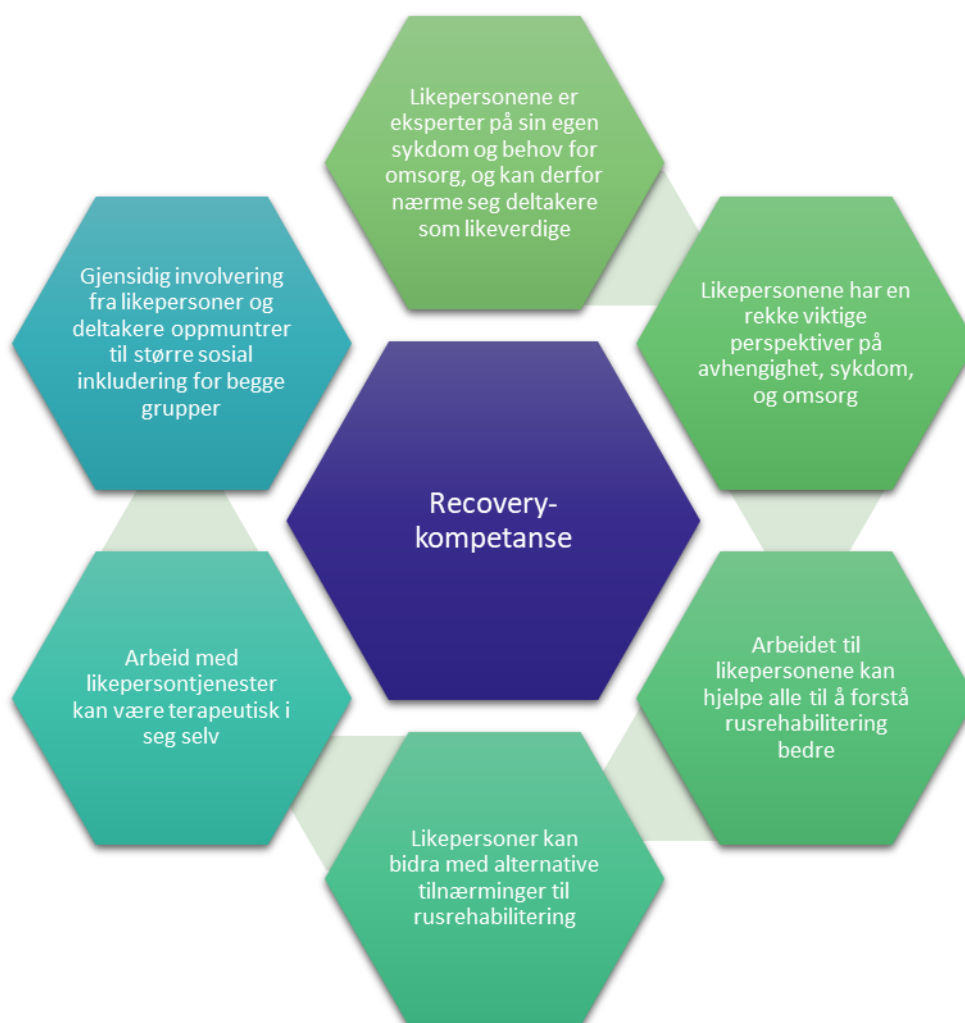 Likepersonene er
eksperter på sin egen
sykdom og behov for
omsorg, og kan derfor
nærme seg deltakere
som likeverdige
Likepersonene har en
rekke viktige
perspektiver på
avhengighet, sykdom,
og omsorg
Arbeidet til
likepersonene kan
hjelpe alle til å forstå
rusrehabilitering
bedre
Likepersoner kan
bidra med alternative
tilnærminger til
rusrehabilitering
Arbeid med
likepersontjenester
kan være terapeutisk i
seg selv
Gjensidig involvering
fra likepersoner og
deltakere oppmuntrer
til større sosial
inkludering for begge
grupper
Recovery-
kompetanse